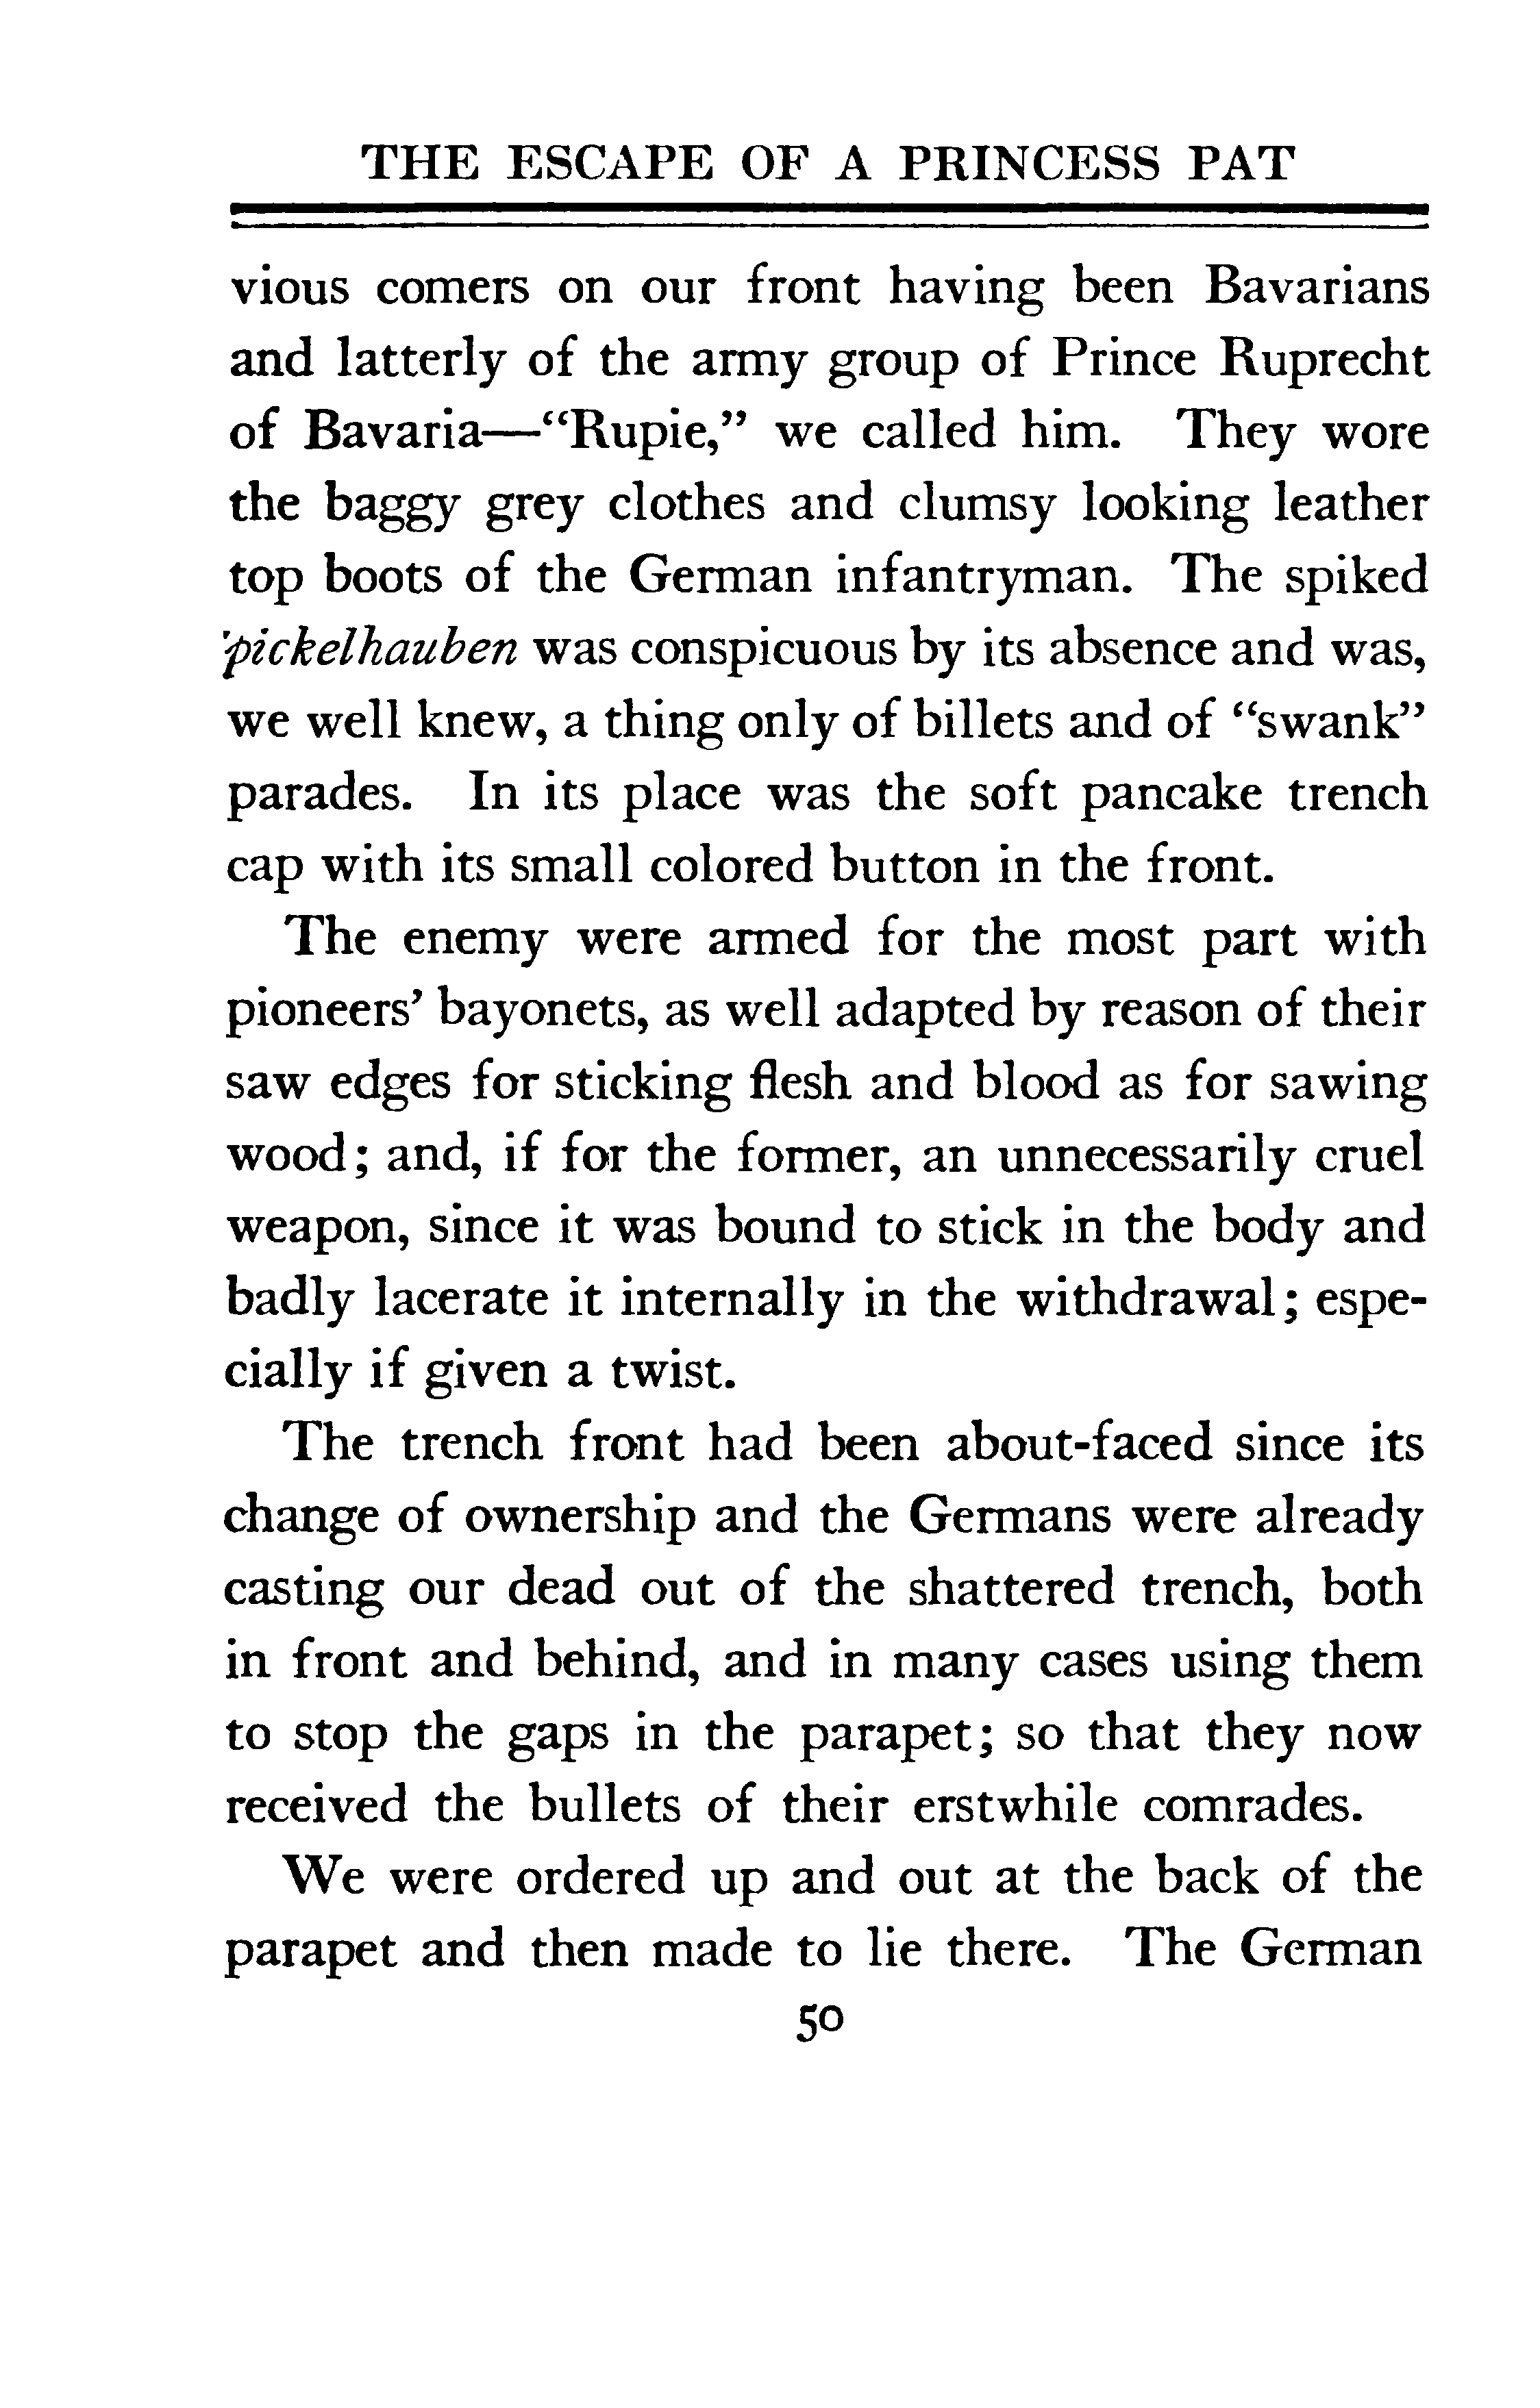 THE ESCAPE OF A PRINCESS PAT
vious comers on our front having been Bavarians
and latterly of the army group of Prince Ruprecht
of Bavaria—“Rupie,” we called him. They wore
the baggy grey clothes and clumsy looking leather
top boots of the German infantryman. The spiked
'pickelhauben was conspicuous by its absence and was,
we well knew, a thing only of billets and of “swank”
parades. In its place was the soft pancake trench
cap with its small colored button in the front.
The enemy were armed for the most part with
pioneers’ bayonets, as well adapted by reason of their
saw edges for sticking flesh and blood as for sawing
wood; and, if for the former, an unnecessarily cruel
weapon, since it was bound to stick in the body and
badly lacerate it internally in the withdrawal; espe-
cially if given a twist.
The trench front had been about-faced since its
change of ownership and the Germans were already
casting our dead out of the shattered trench, both
in front and behind, and in many cases using them
to stop the gaps in the parapet; so that they now
received the bullets of their erstwhile comrades.
We were ordered up and out at the back of the
parapet and then made to lie there. The German
50